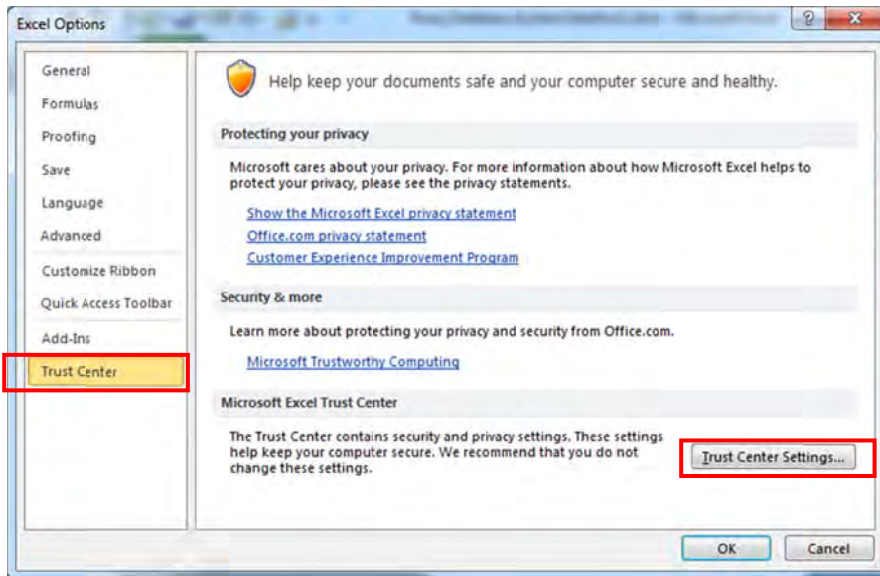 Excel Options
General
Formulas
Proofing
Save
Language
Advanced
Customize Ribbon
Quick Access Toolbar
Add-Ins
Trust Center
Help keep your documents safe and your computer secure and healthy.
Protecting your privacy
Microsoft cares about your privacy. For more information about how Microsoft Excel helps to
protect your privacy, please see the privacy statements.
Show the Microsoft Excel privacy statement
Office.com privacy statement
Customer Experience Improvement Program
Security & more
Learn more about protecting your privacy and security from Office.com.
Microsoft Trustworthy Computing
Microsoft Excel Trust Center
The Trust Center contains security and privacy settings. These settings
help keep your computer secure. We recommend that you do not
change these settings.
Trust Center Settings...
OK
Cancel